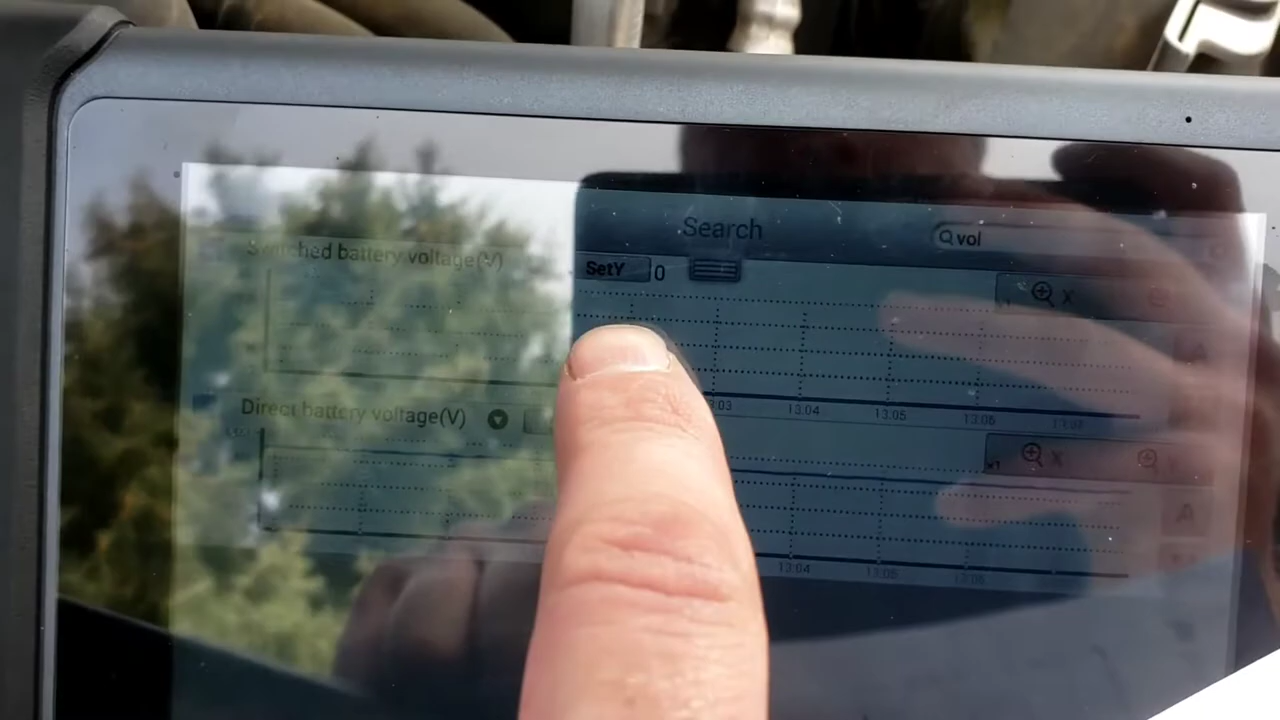 Search
vol
Switched battery voltage(V)
SetY 0
X
03 13:04 13:05 13:06
Direct battery voltage(V)
x1 X
A
13:04 13:05 13:06